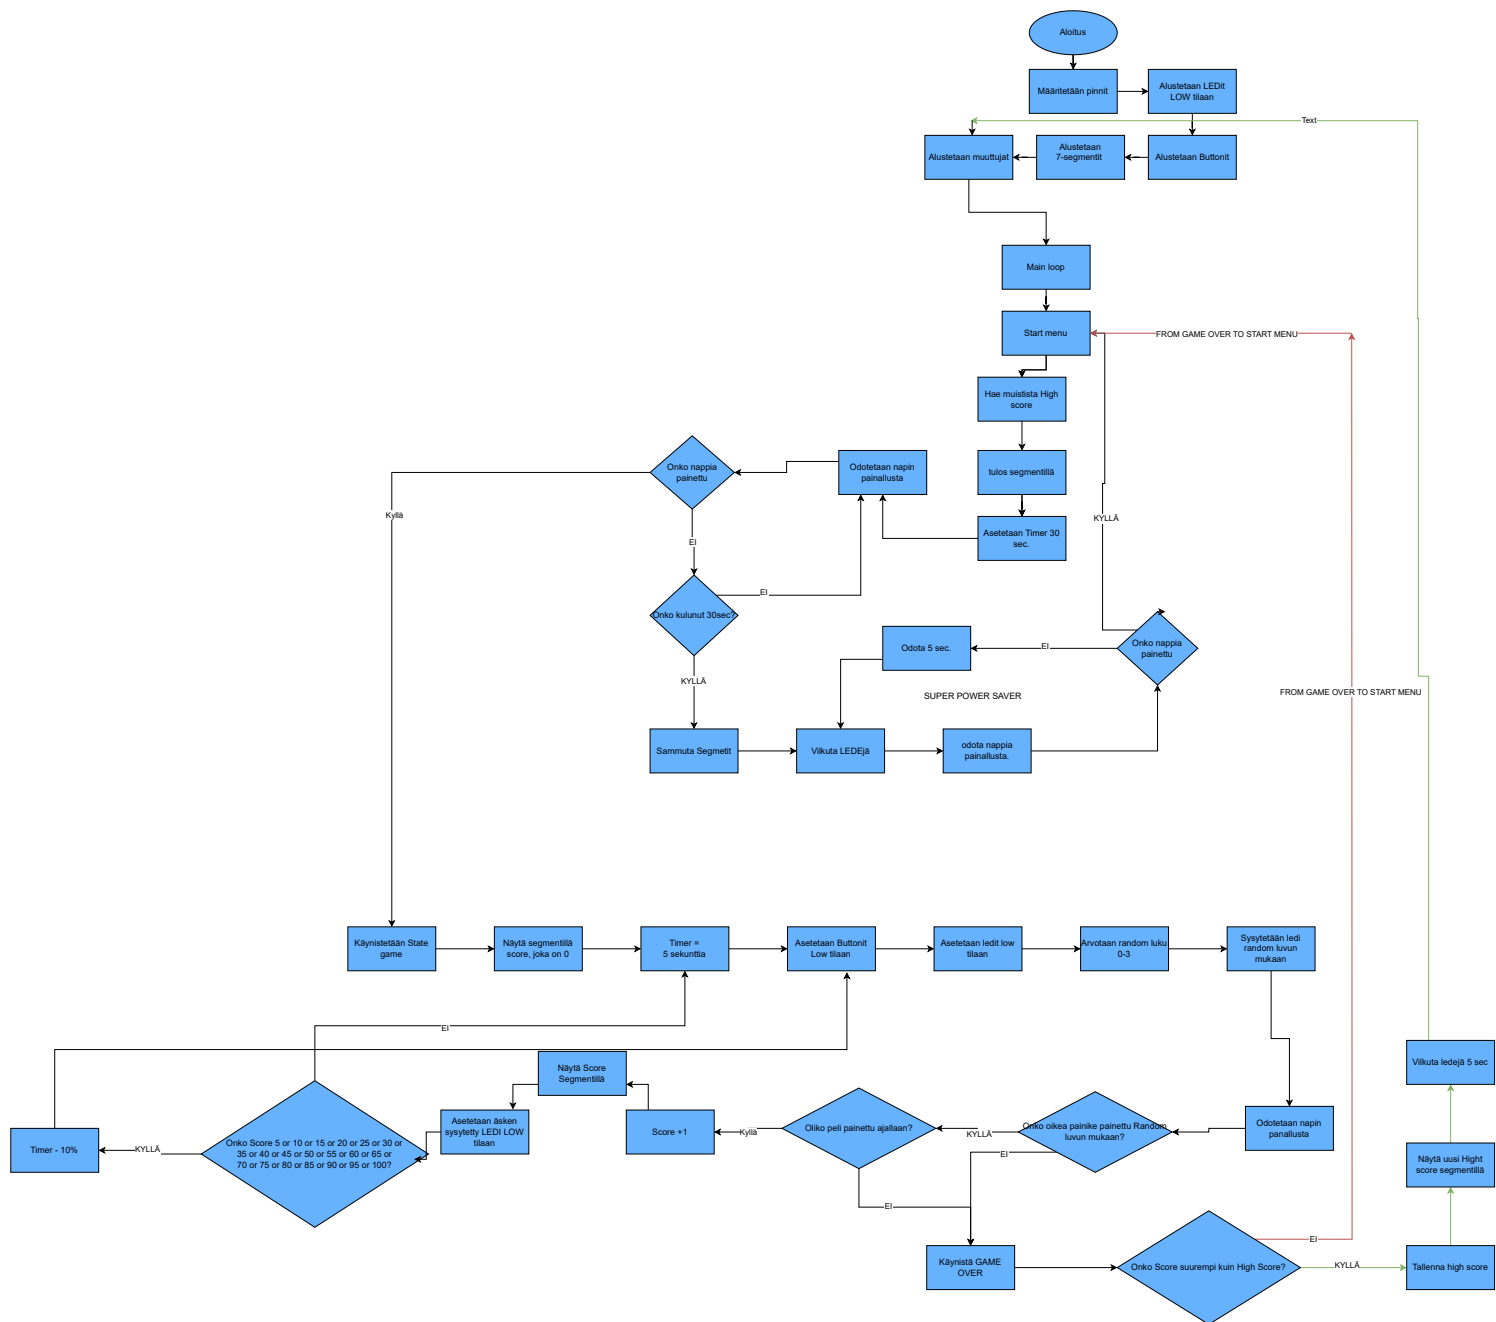 Aloitus
Määritetään pinnit
Alustetaan LEDit
LOW tilaan
Text
Alustetaan muuttujat
Alustetaan
7-segmentit
Alustetaan Buttonit
Main loop
Start menu
FROM GAME OVER TO START MENU
Hae muistista High
score
Onko nappia
painettu
Odotetaan napin
painallusta
tulos segmentillä
Kyllä
KYLLÄ
Asetetaan Timer 30
sec.
EI
EI
Onko kulunut 30sec?
Odota 5 sec.
EI
Onko nappia
painettu
KYLLÄ
SUPER POWER SAVER
FROM GAME OVER TO START MENU
Sammuta Segmetit
Vilkuta LEDEjä
odota nappia
painallusta.
Käynistetään State
game
Näytä segmentillä
score, joka on 0
Timer =
5 sekunttia
Asetetaan Buttonit
Low tilaan
Asetetaan ledit low
tilaan
Arvotaan random luku
0-3
Sysytetään ledi
random luvun
mukaan
EI
Vilkuta ledejä 5 sec
Näytä Score
Segmentillä
Asetetaan äsken
sysytetty LEDI LOW
tilaan
Score +1
Kyllä
Oliko peli painettu ajallaan?
KYLLÄ
Onko oikea painike painettu Random
luvun mukaan?
Odotetaan napin
panallusta
Timer - 10%
KYLLÄ
Onko Score 5 or 10 or 15 or 20 or 25 or 30 or
35 or 40 or 45 or 50 or 55 or 60 or 65 or
70 or 75 or 80 or 85 or 90 or 95 or 100?
EI
Näytä uusi Hight
score segmentillä
EI
EI
Käynistä GAME
OVER
Onko Score suurempi kuin High Score?
KYLLÄ
Tallenna high score